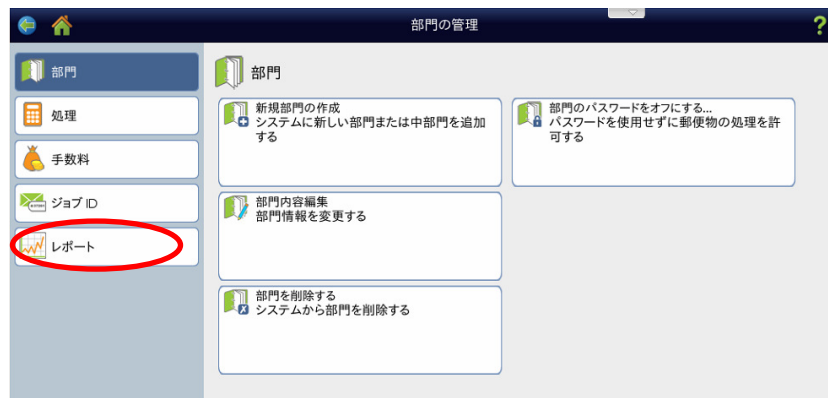 部門の管理
?
部門
処理
手数料
ジョブ ID
レポート
部門
新規部門の作成
システムに新しい部門または中部門を追加
する
部門のパスワードをオフにする...
パスワードを使用せずに郵便物の処理を許
可する
部門内容編集
部門情報を変更する
部門を削除する
システムから部門を削除する